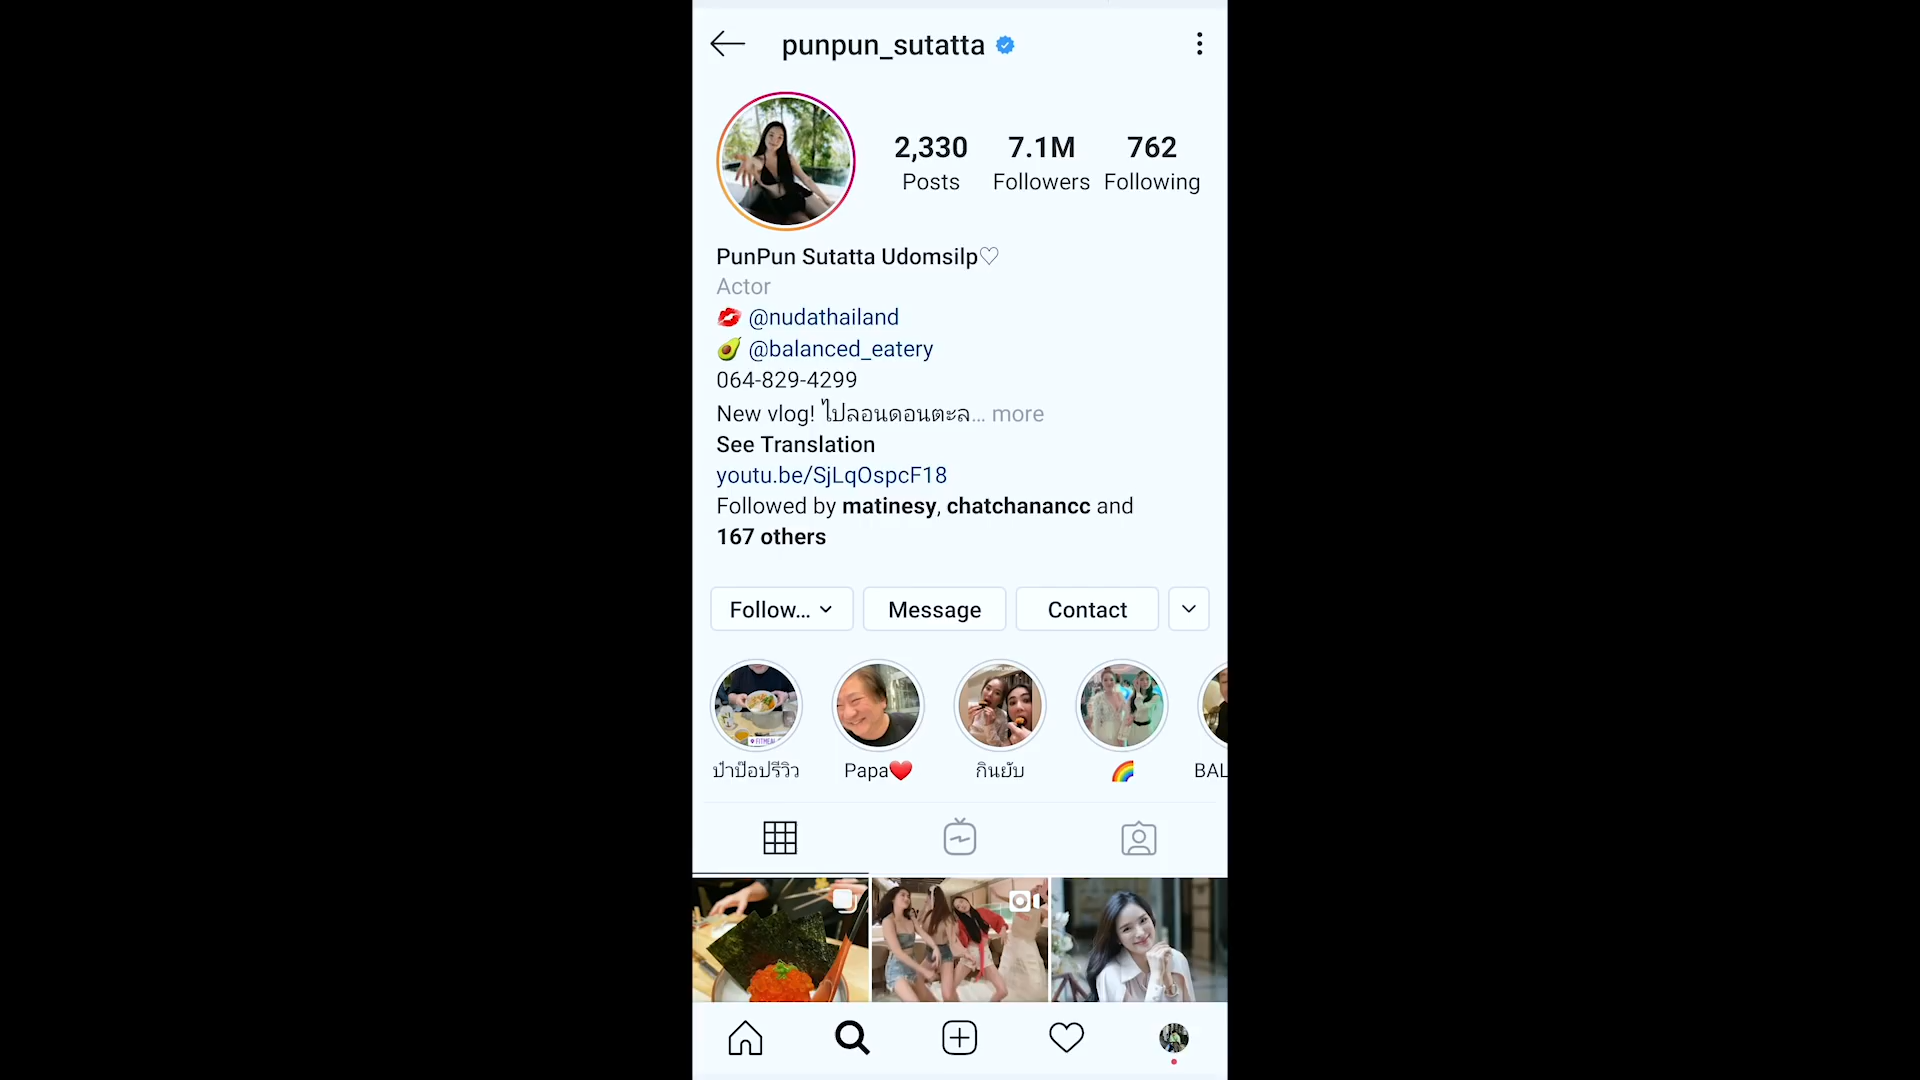 punpun_sutatta
2,330 7.1M 762
Posts Followers Following
PunPun Sutatta Udomsilp♡
Actor
💋 @nudathailand
🥑 @balanced_eatery
064-829-4299
New vlog! ไปลอนดอนตะล... more
See Translation
youtu.be/SjLqOspcF18
Followed by matinesy, chatchanancc and
167 others
Follow... Message Contact
FITMEAL
ป๋าป๊อปรีวิว Papa❤️ กินยับ 🌈 BAL